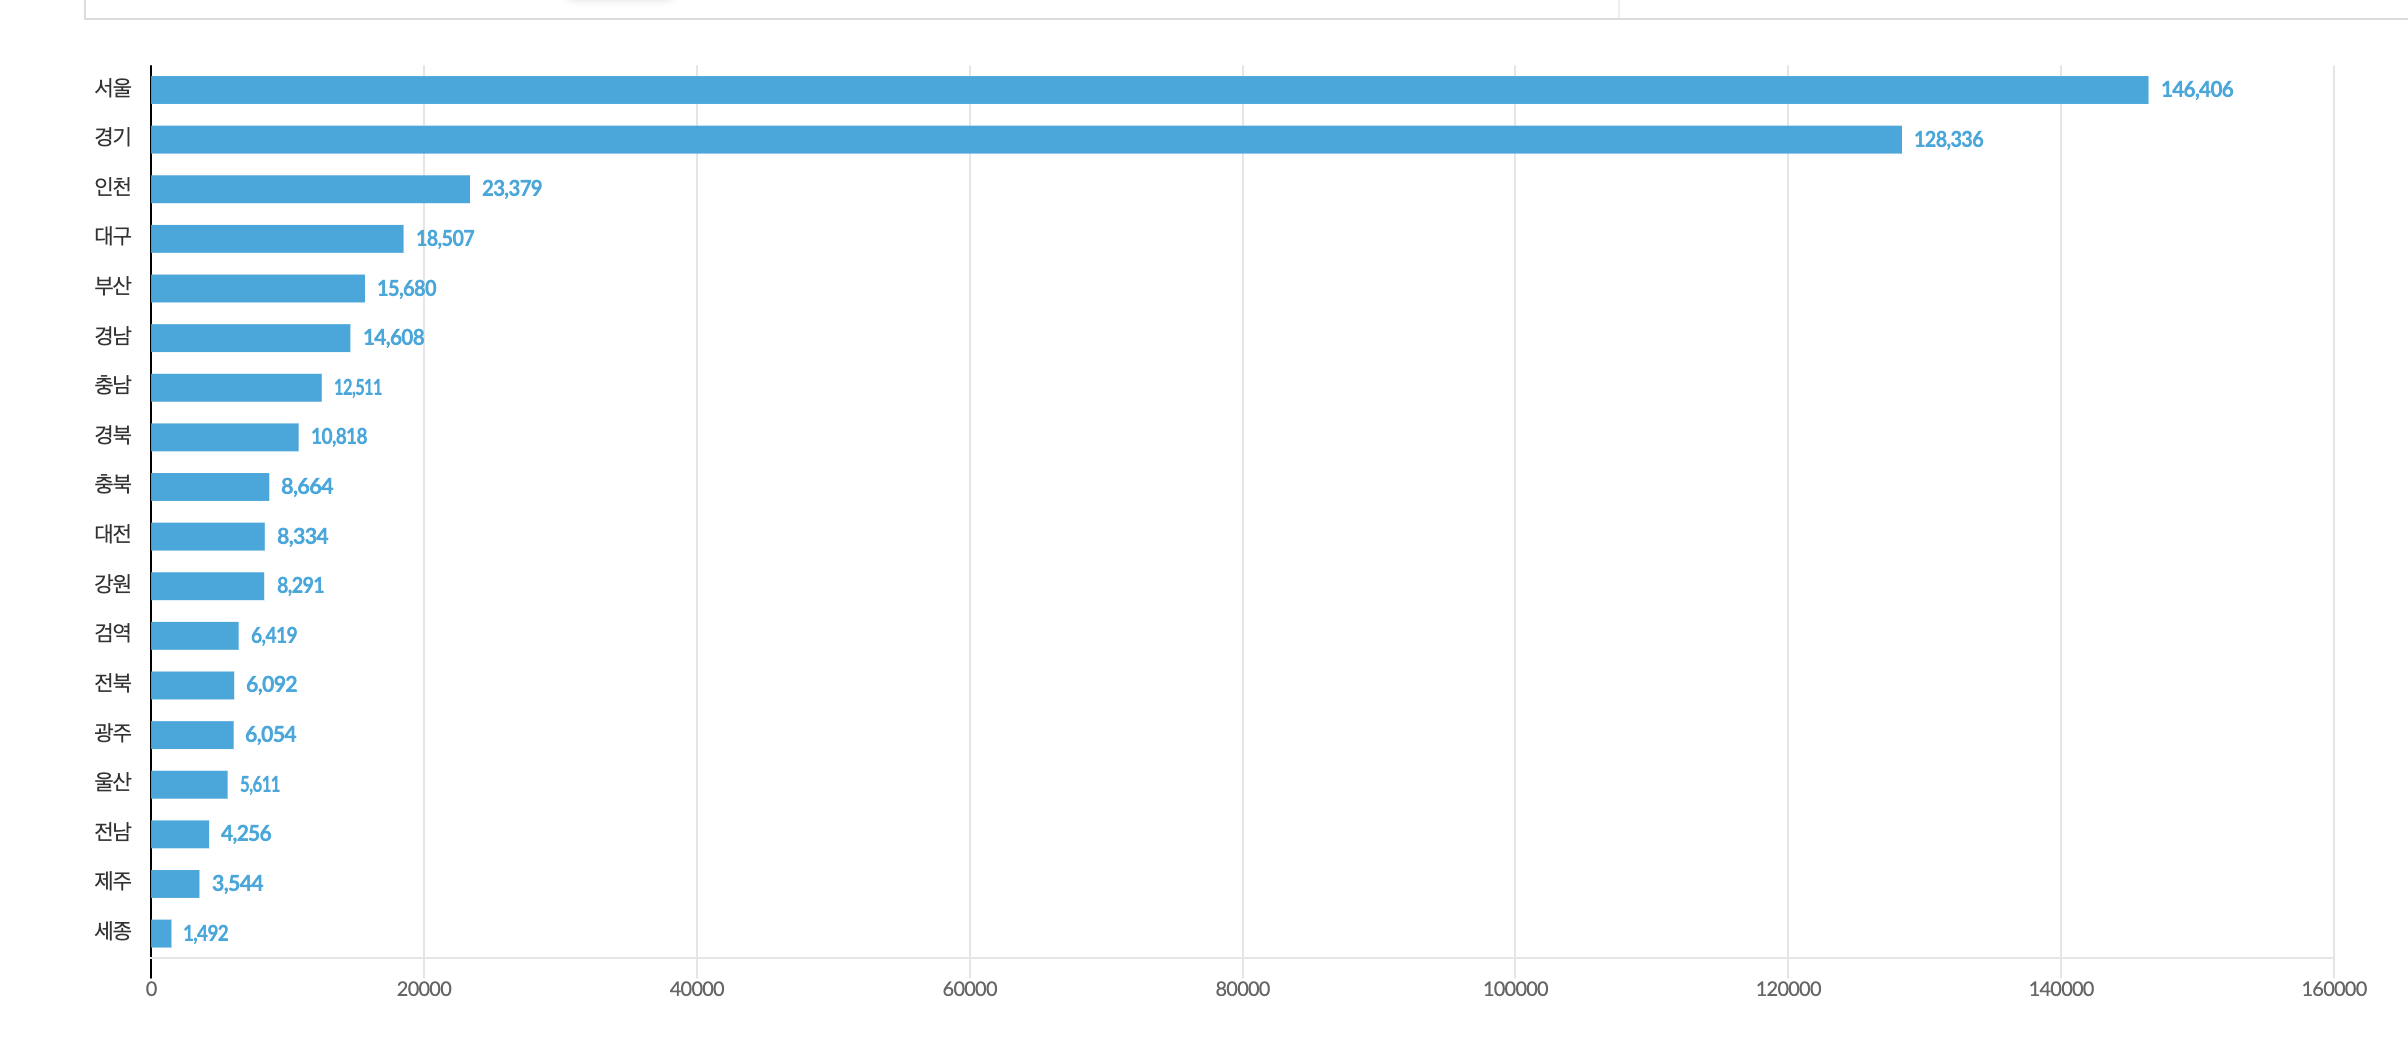 서울 146,406
경기 128,336
인천 23,379
대구 18,507
부산 15,680
경남 14,608
충남 12,511
경북 10,818
충북 8,664
대전 8,334
강원 8,291
검역 6,419
전북 6,092
광주 6,054
울산 5,611
전남 4,256
제주 3,544
세종 1,492
0 20000 40000 60000 80000 100000 120000 140000 160000